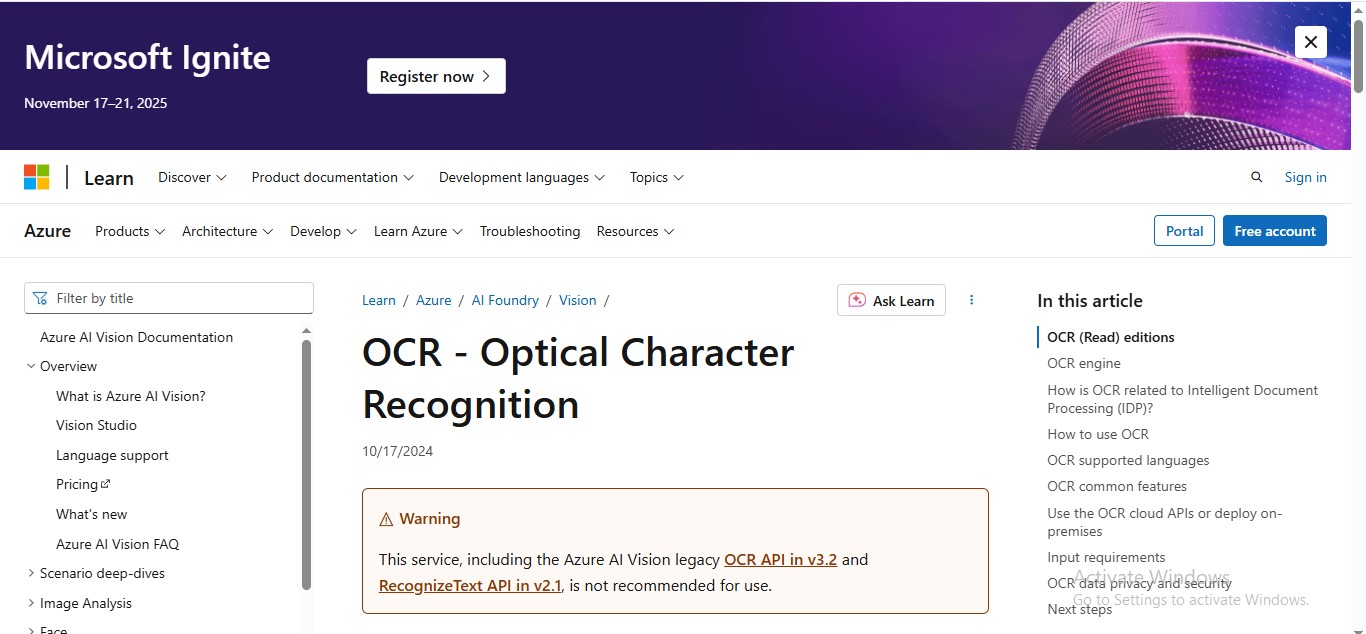 Microsoft Ignite
November 17–21, 2025
Register now
Learn
Discover
Product documentation
Development languages
Topics
Sign in
Azure
Products
Architecture
Develop
Learn Azure
Troubleshooting
Resources
Portal
Free account
Filter by title
Azure AI Vision Documentation
Overview
What is Azure AI Vision?
Vision Studio
Language support
Pricing
What's new
Azure AI Vision FAQ
Scenario deep-dives
Image Analysis
Face
Learn / Azure / AI Foundry / Vision /
Ask Learn
OCR - Optical Character
Recognition
10/17/2024
Warning
This service, including the Azure AI Vision legacy OCR API in v3.2 and
RecognizeText API in v2.1, is not recommended for use.
In this article
OCR (Read) editions
OCR engine
How is OCR related to Intelligent Document
Processing (IDP)?
How to use OCR
OCR supported languages
OCR common features
Use the OCR cloud APIs or deploy on-
premises
Input requirements
OCR data privacy and security
Next steps
Activate Windows
Go to Settings to activate Windows.